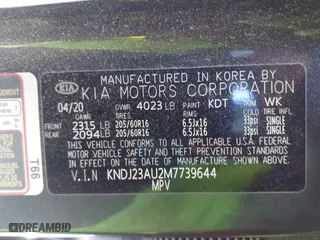 MANUFACTURED IN KOREA BY
KIA KIA MOTORS CORPORATION
04/20 GVWR 4023 LB PAINT KDT TRIM WK
TIRES RIMS COLD TIRE INFL
FRONT 2315 LB 205/60R16 6.5Jx16 33psi SINGLE
REAR 2094 LB 205/60R16 6.5Jx16 33psi SINGLE
THIS VEHICLE CONFORMS TO ALL APPLICABLE U.S.A. FEDERAL
MOTOR VEHICLE SAFETY, BUMPER, AND THEFT PREVENTION STANDARDS
IN EFFECT ON THE DATE OF MANUFACTURE SHOWN ABOVE.
V.I.N KNDJ23AU2M7739644
MPV
T66
DREAMBID